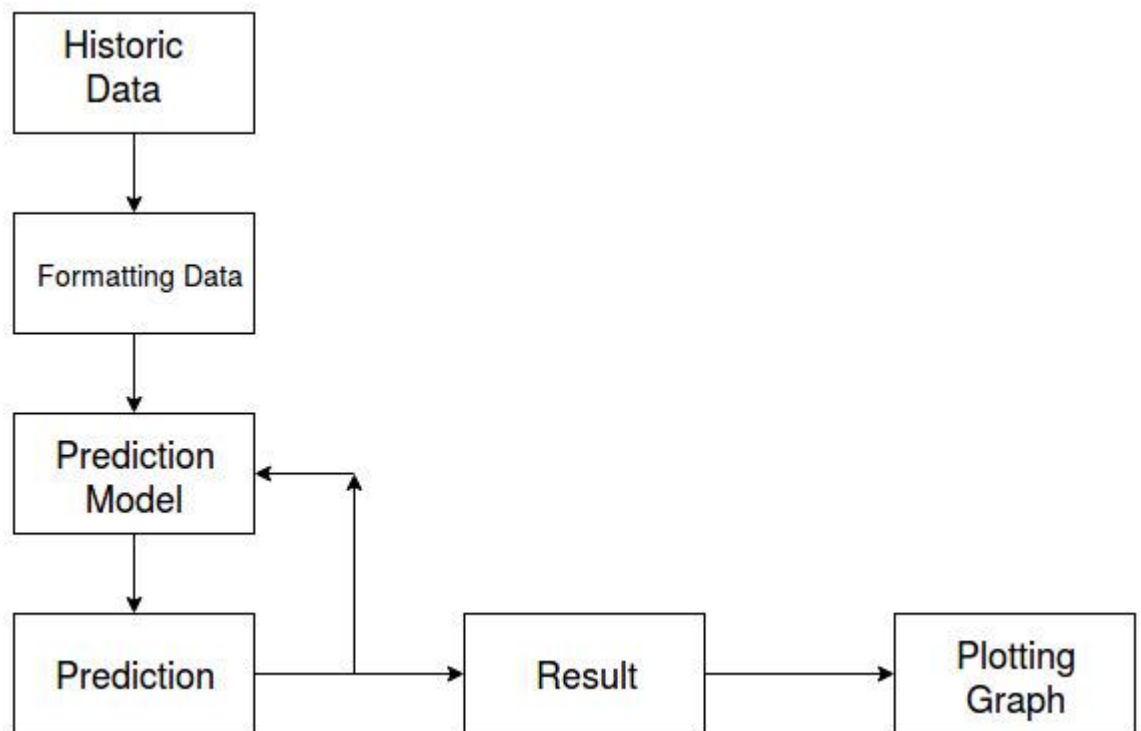 Historic
Data
Formatting Data
Prediction
Model
Prediction
Result
Plotting
Graph